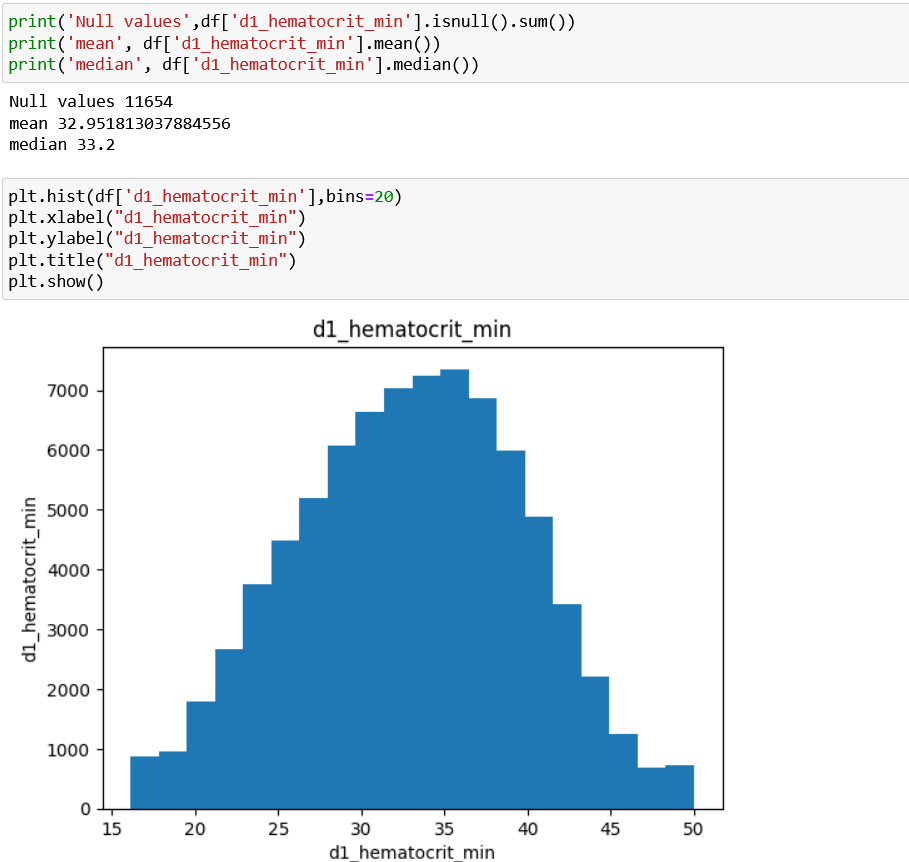 print('Null values',df['d1_hematocrit_min'].isnull().sum())
print('mean', df['d1_hematocrit_min'].mean())
print('median', df['d1_hematocrit_min'].median())
Null values 11654
mean 32.951813037884556
median 33.2
plt.hist(df['d1_hematocrit_min'],bins=20)
plt.xlabel("d1_hematocrit_min")
plt.ylabel("d1_hematocrit_min")
plt.title("d1_hematocrit_min")
plt.show()
d1_hematocrit_min
7000
6000
5000
4000
3000
2000
1000
0
d1_hematocrit_min
15 20 25 30 35 40 45 50
d1_hematocrit_min